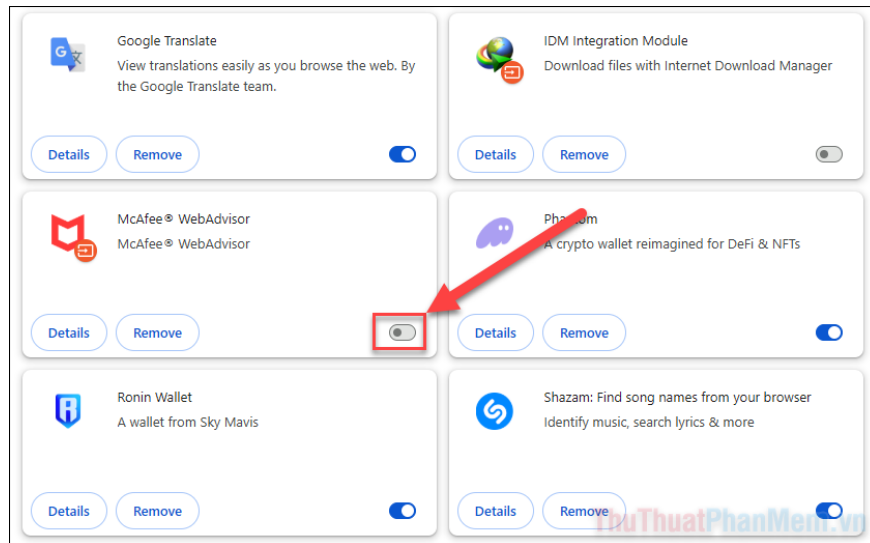 Google Translate
View translations easily as you browse the web. By
the Google Translate team.
Details
Remove
IDM Integration Module
Download files with Internet Download Manager
Details
Remove
McAfee® WebAdvisor
McAfee® WebAdvisor
Details
Remove
Phantom
A crypto wallet reimagined for DeFi & NFTs
Details
Remove
Ronin Wallet
A wallet from Sky Mavis
Details
Remove
Shazam: Find song names from your browser
Identify music, search lyrics & more
Details
Remove
ThuThuatPhanMem.vn